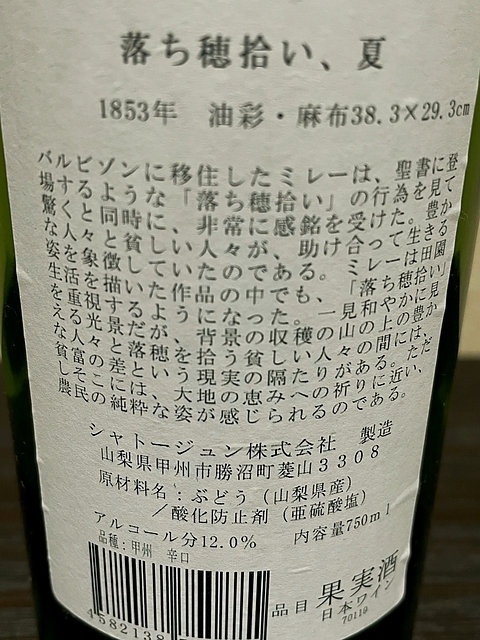 落ち穂拾い、夏
1853年　油彩・麻布38.3×29.3cm
バルビゾンに移住したミレーは、聖書に登
場するような「落ち穂拾い」の行為を見て
驚くと同時に、非常に感銘を受けた。豊か
な人々と貧しい人々が、助け合って生きる
姿を象徴していたのである。ミレーは田園
生活を描いた作品の中でも、「落ち穂拾い」
を重視するようになった。一見和やかに見
える光景だが、背景の収穫の山の上の豊か
な人々と落穂を拾う貧しい人々の間には、
貧富の差という現実の隔たりがある。ただ
しそこには、大地の恵みへの祈りに近い、
農民の純粋な姿が感じられるのである。
シャトージュン株式会社　製造
山梨県甲州市勝沼町菱山3308
原材料名：ぶどう（山梨県産）
／酸化防止剤（亜硫酸塩）
アルコール分12.0%　内容量750ml
品種：甲州　辛口
4582138
品目　果実酒
日本ワイン
70119